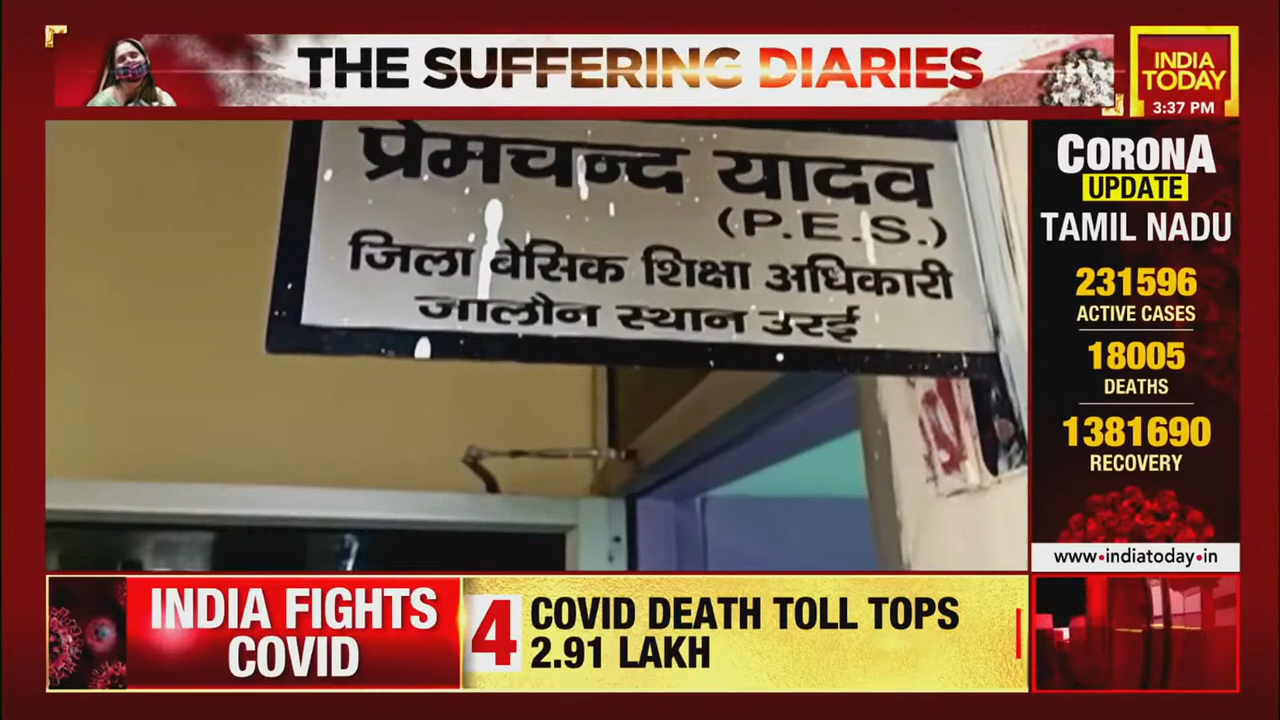 THE SUFFERING DIARIES
INDIA
TODAY
3:37 PM
प्रेमचन्द यादव
(P.E.S.)
जिला बेसिक शिक्षा अधिकारी
जालौन स्थान उरई
CORONA
UPDATE
TAMIL NADU
231596
ACTIVE CASES
18005
DEATHS
1381690
RECOVERY
www.indiatoday.in
INDIA FIGHTS
COVID
4
COVID DEATH TOLL TOPS
2.91 LAKH